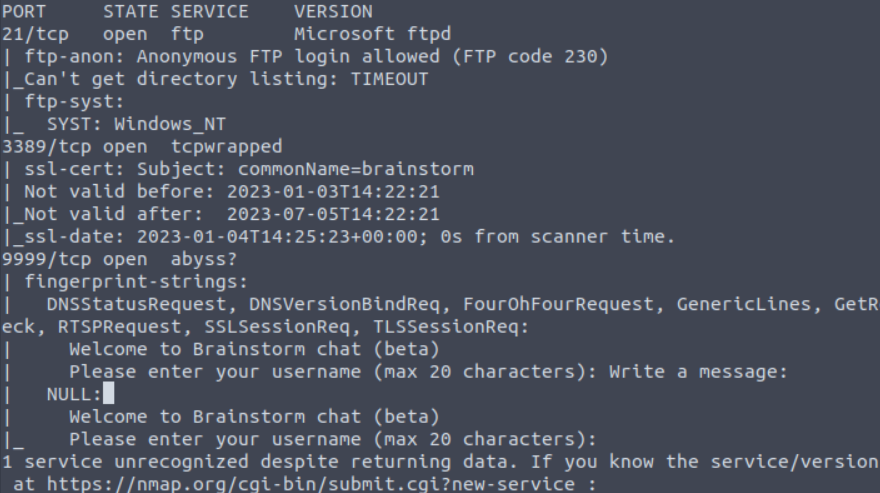 PORT     STATE SERVICE    VERSION
21/tcp   open  ftp        Microsoft ftpd
| ftp-anon: Anonymous FTP login allowed (FTP code 230)
|_Can't get directory listing: TIMEOUT
| ftp-syst:
|_  SYST: Windows_NT
3389/tcp open  tcpwrapped
| ssl-cert: Subject: commonName=brainstorm
| Not valid before: 2023-01-03T14:22:21
|_Not valid after:  2023-07-05T14:22:21
|_ssl-date: 2023-01-04T14:25:23+00:00; 0s from scanner time.
9999/tcp open  abyss?
| fingerprint-strings:
|   DNSStatusRequest, DNSVersionBindReq, FourOhFourRequest, GenericLines, GetR
eck, RTSPRequest, SSLSessionReq, TLSSessionReq:
|     Welcome to Brainstorm chat (beta)
|     Please enter your username (max 20 characters): Write a message:
|   NULL:
|     Welcome to Brainstorm chat (beta)
|_    Please enter your username (max 20 characters):
1 service unrecognized despite returning data. If you know the service/version
 at https://nmap.org/cgi-bin/submit.cgi?new-service :